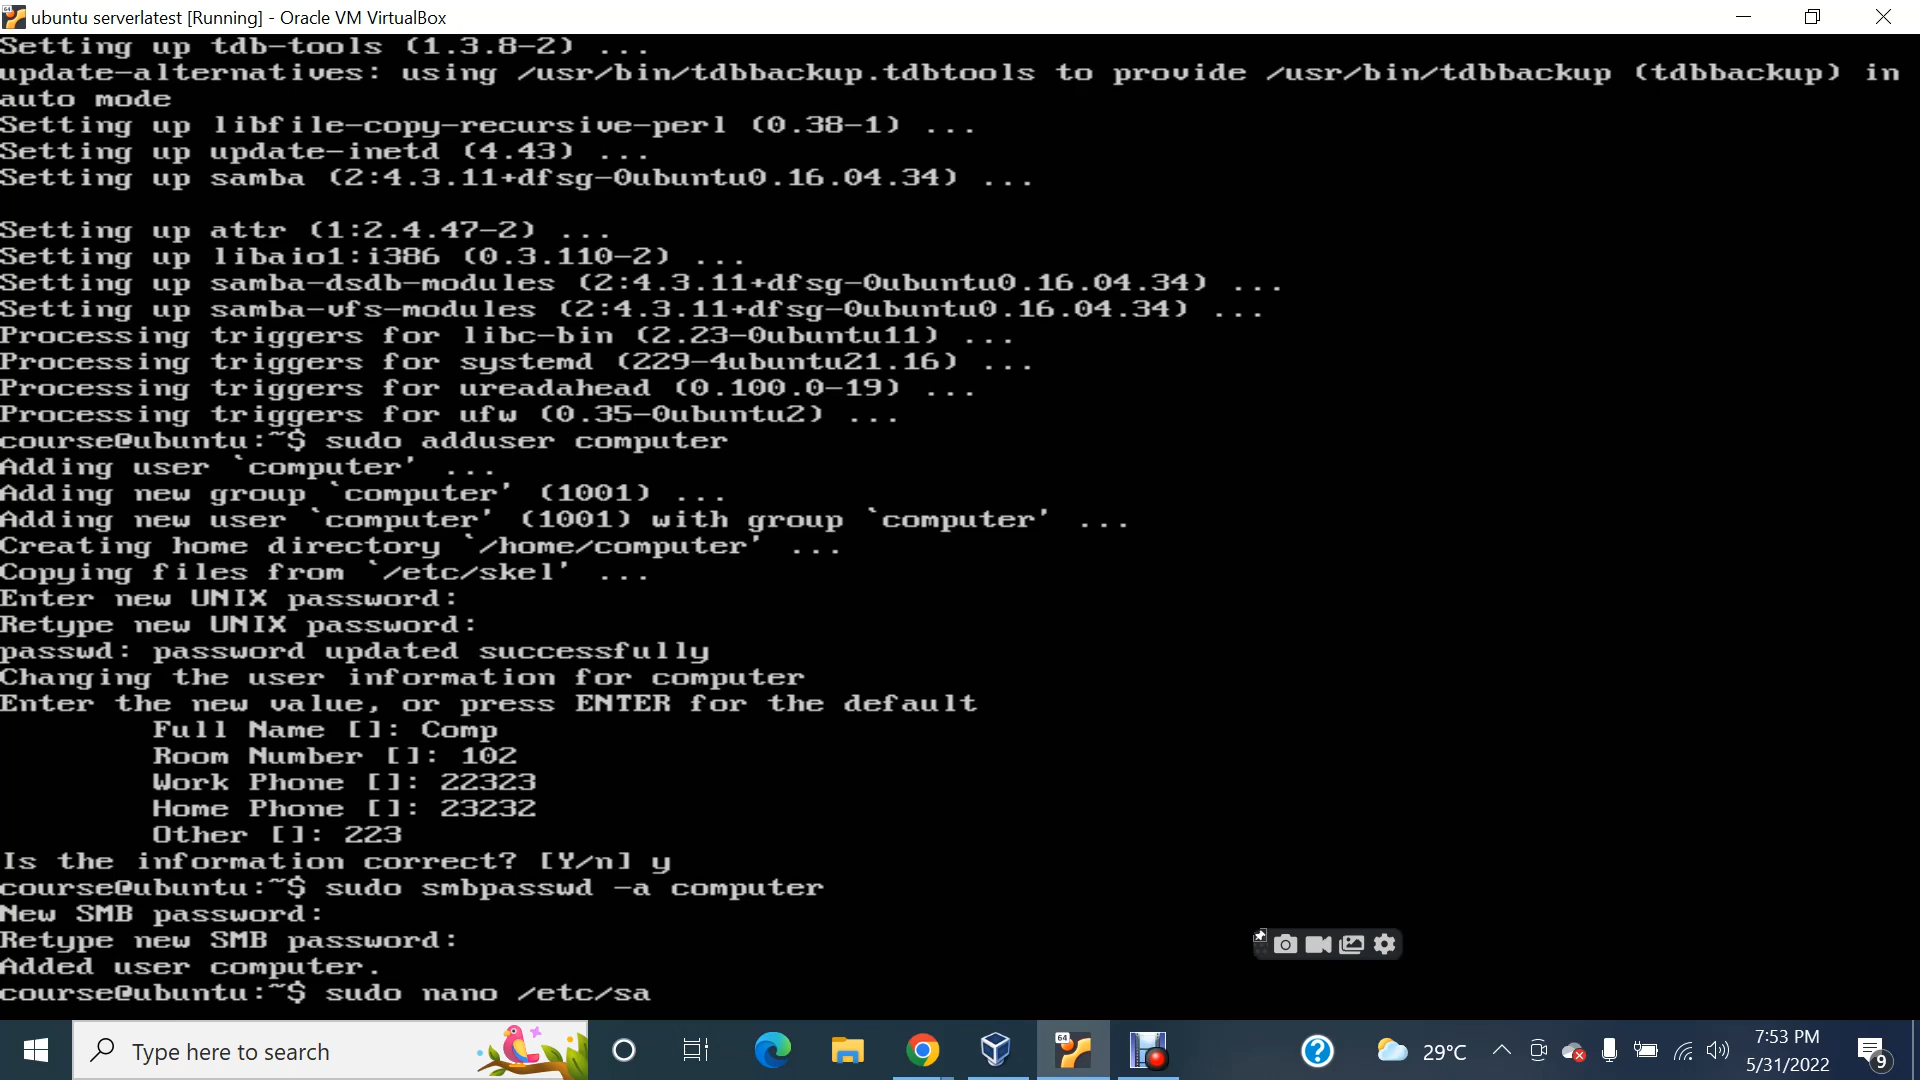 ubuntu serverlatest [Running] - Oracle VM VirtualBox
Setting up tdb-tools (1.3.8-2) ...
update-alternatives: using /usr/bin/tdbbackup.tdbtools to provide /usr/bin/tdbbackup (tdbbackup) in
auto mode
Setting up libfile-copy-recursive-perl (0.38-1) ...
Setting up update-inetd (4.43) ...
Setting up samba (2:4.3.11+dfsg-0ubuntu0.16.04.34) ...
Setting up attr (1:2.4.47-2) ...
Setting up libaio1:i386 (0.3.110-2) ...
Setting up samba-dsdb-modules (2:4.3.11+dfsg-0ubuntu0.16.04.34) ...
Setting up samba-vfs-modules (2:4.3.11+dfsg-0ubuntu0.16.04.34) ...
Processing triggers for libc-bin (2.23-0ubuntu11) ...
Processing triggers for systemd (229-4ubuntu21.16) ...
Processing triggers for ureadahead (0.100.0-19) ...
Processing triggers for ufw (0.35-0ubuntu2) ...
course@ubuntu:~$ sudo adduser computer
Adding user `computer' ...
Adding new group `computer' (1001) ...
Adding new user `computer' (1001) with group `computer' ...
Creating home directory `/home/computer' ...
Copying files from `/etc/skel' ...
Enter new UNIX password:
Retype new UNIX password:
passwd: password updated successfully
Changing the user information for computer
Enter the new value, or press ENTER for the default
Full Name []: Comp
Room Number []: 102
Work Phone []: 22323
Home Phone []: 23232
Other []: 223
Is the information correct? [Y/n] y
course@ubuntu:~$ sudo smbpasswd -a computer
New SMB password:
Retype new SMB password:
Added user computer.
course@ubuntu:~$ sudo nano /etc/sa
Type here to search
64
29°C
7:53 PM
5/31/2022
9